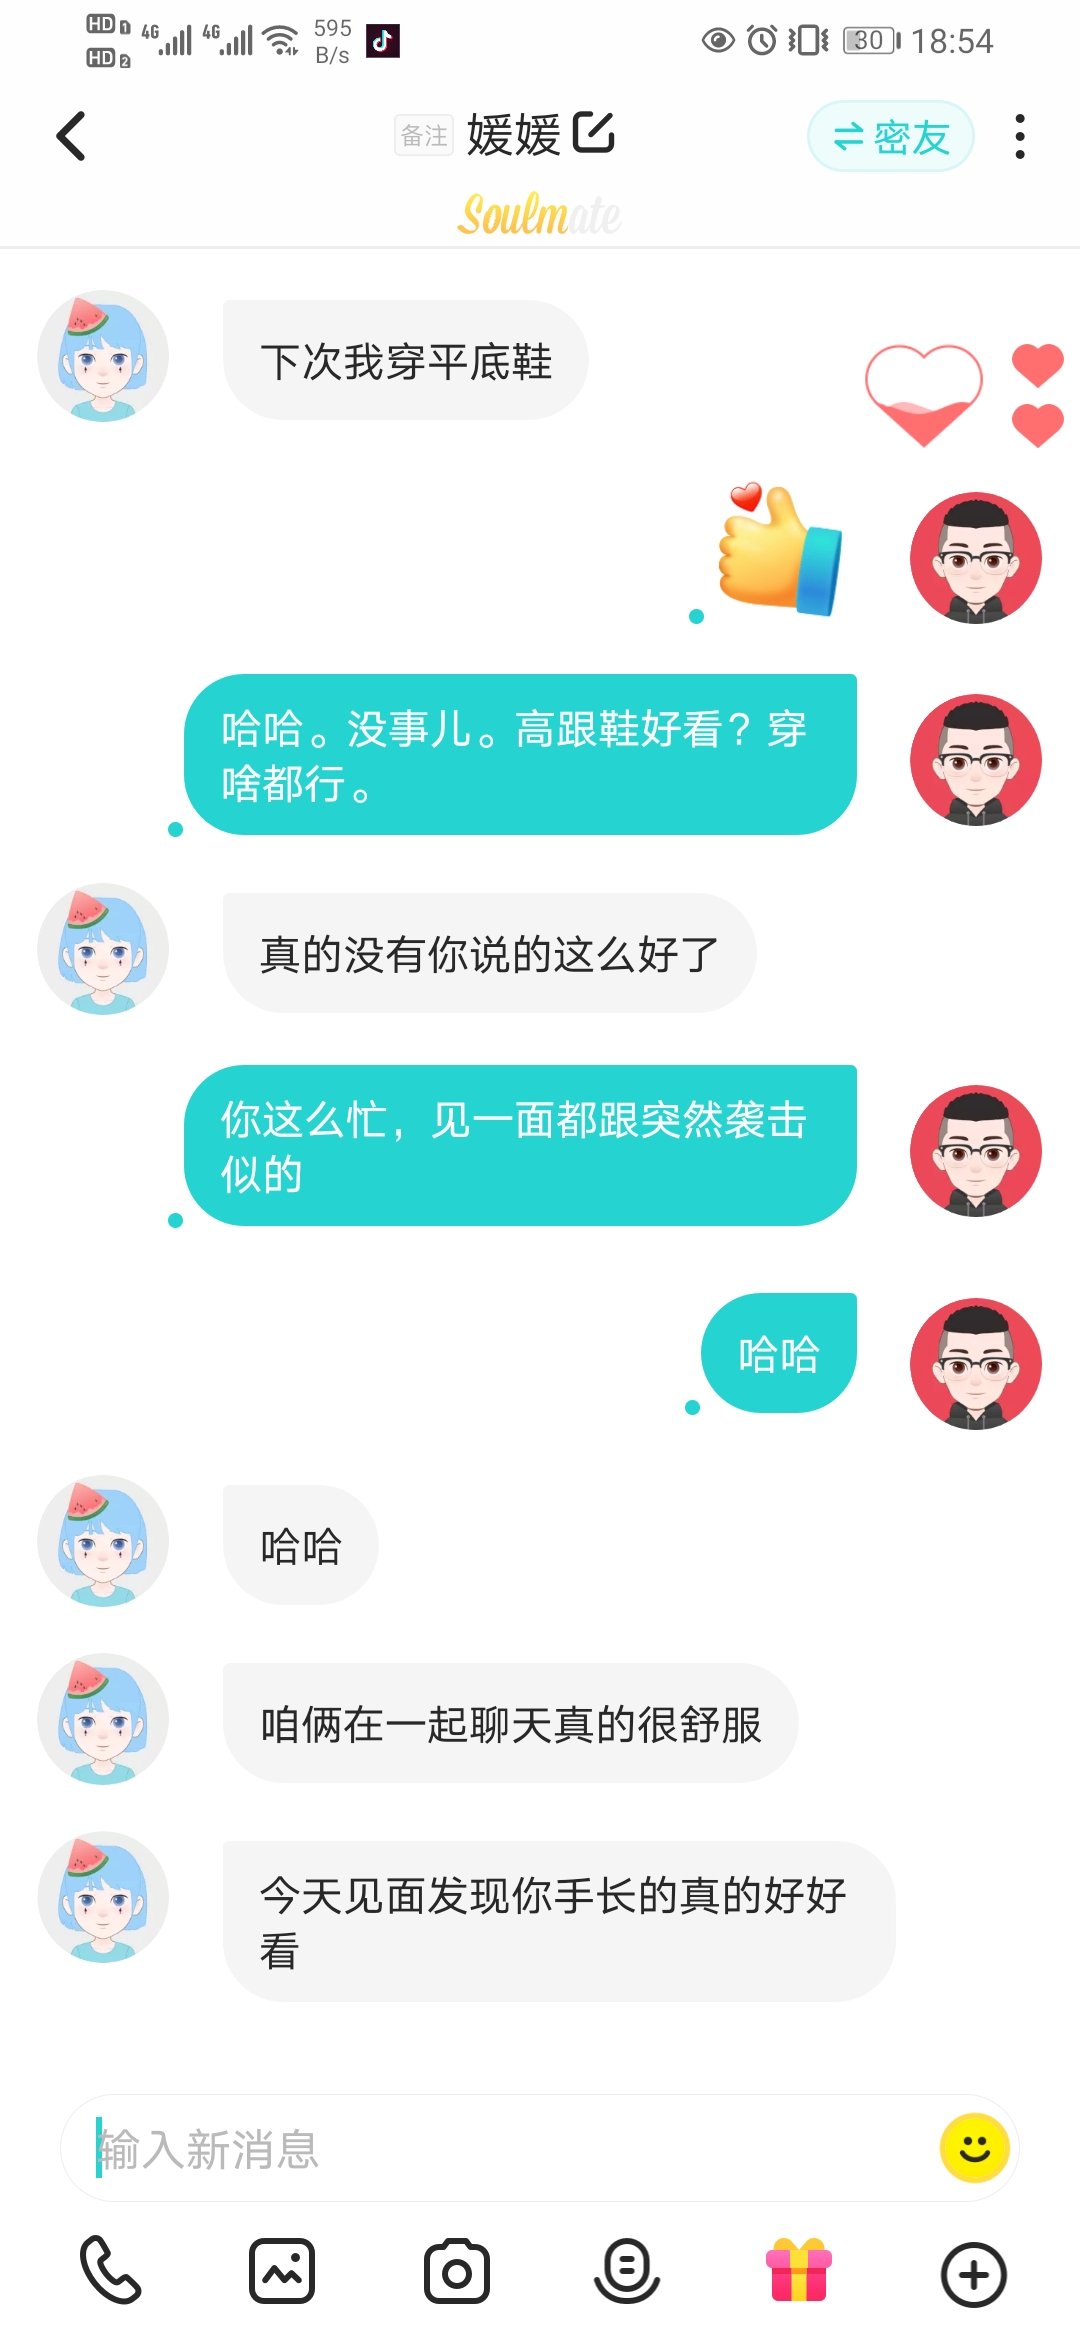 HD 1 4G 4G 595 30 18:54
HD 2 B/s
备注 媛媛 密友
Soulmate
下次我穿平底鞋
哈哈。没事儿。高跟鞋好看？穿
啥都行。
真的没有你说的这么好了
你这么忙，见一面都跟突然袭击
似的
哈哈
哈哈
咱俩在一起聊天真的很舒服
今天见面发现你手长的真的好好
看
输入新消息